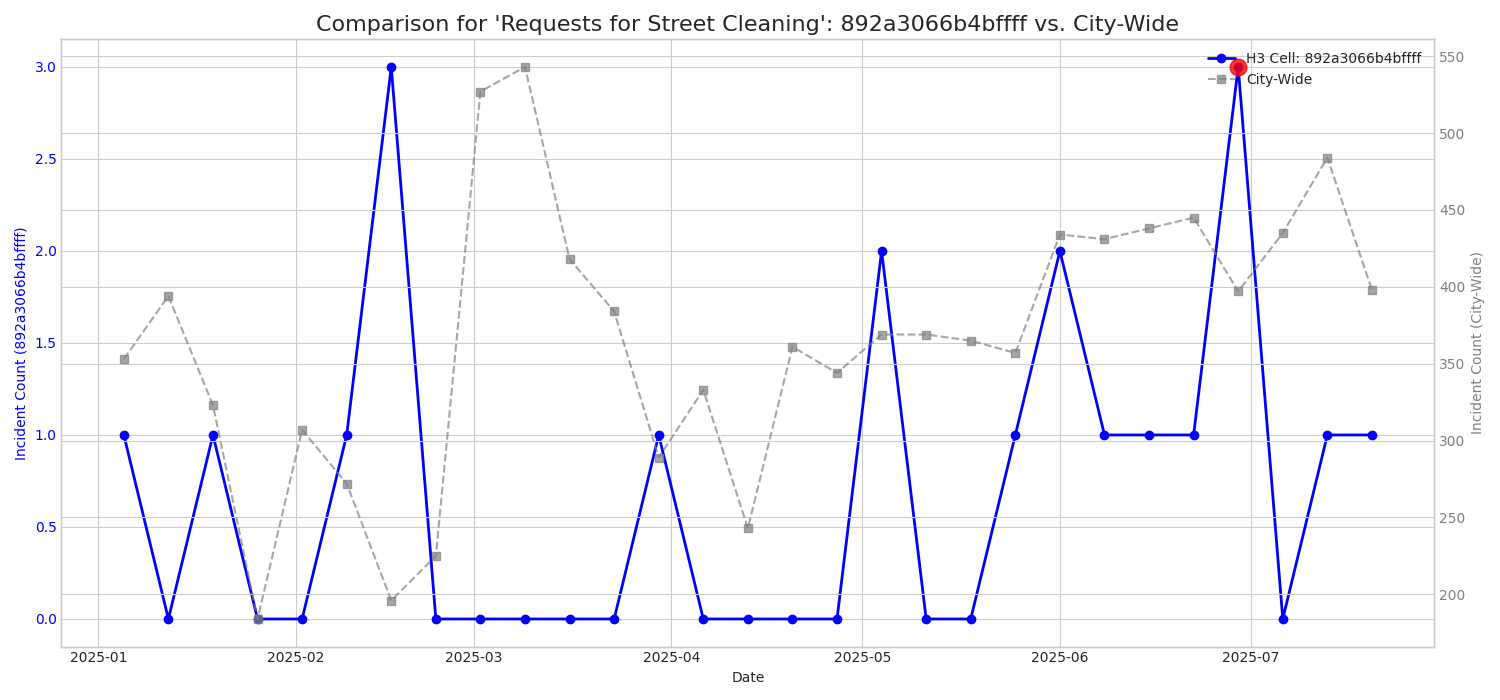 Comparison for 'Requests for Street Cleaning': 892a3066b4bffff vs. City-Wide
H3 Cell: 892a3066b4bffff
City-Wide
Incident Count (892a3066b4bffff)
3.0
2.5
2.0
1.5
1.0
0.5
0.0
550
500
450
400
350
300
250
200
Incident Count (City-Wide)
2025-01 2025-02 2025-03 2025-04 2025-05 2025-06 2025-07
Date